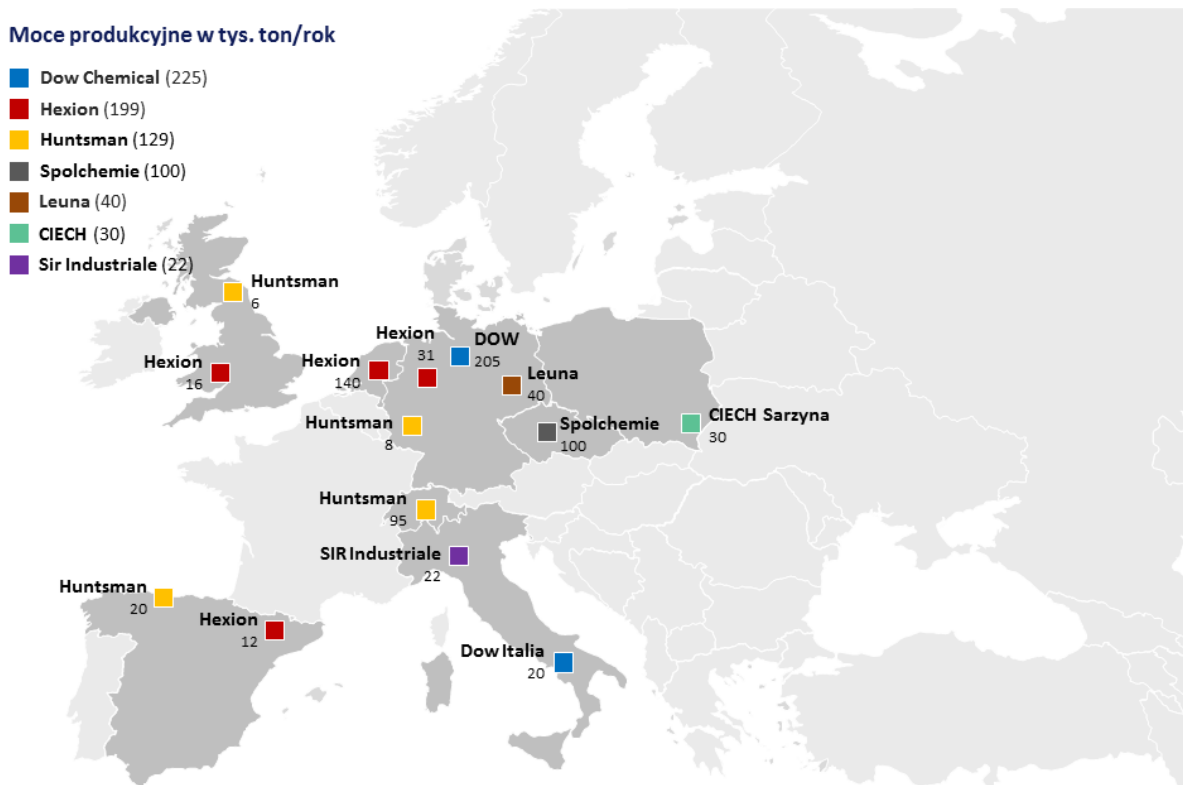 Moce produkcyjne w tys. ton/rok
Dow Chemical (225)
Hexion (199)
Huntsman (129)
Spolchemie (100)
Leuna (40)
CIECH (30)
Sir Industriale (22)
Huntsman
6
Hexion
16
Hexion
140
Hexion
31
DOW
205
Leuna
40
Huntsman
8
Spolchemie
100
CIECH Sarzyna
30
Huntsman
95
SIR Industriale
22
Huntsman
20
Hexion
12
Dow Italia
20